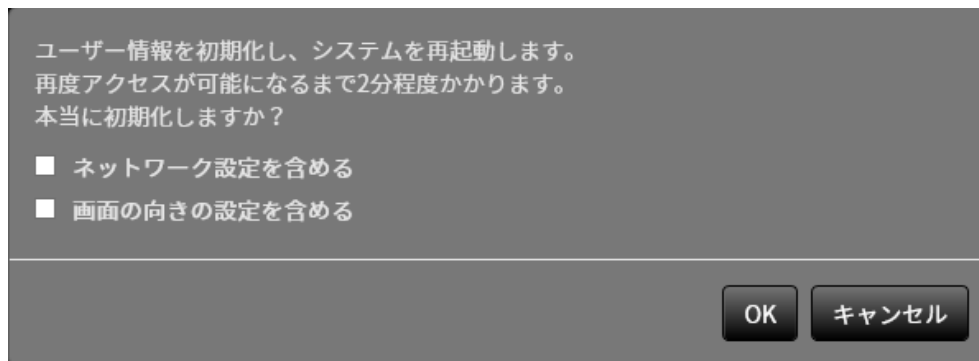 ユーザー情報を初期化し、システムを再起動します。
再度アクセスが可能になるまで2分程度かかります。
本当に初期化しますか？
ネットワーク設定を含める
画面の向きの設定を含める
OK
キャンセル